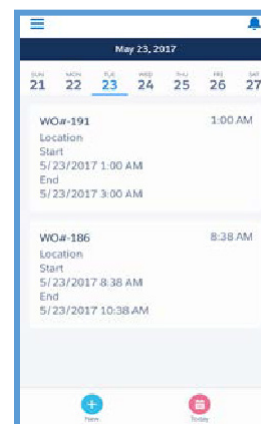 May 23, 2017
SUN MON TUE WED THU FRI SAT
21 22 23 24 25 26 27
WO#-191 1:00 AM
Location
Start
5/23/2017 1:00 AM
End
5/23/2017 3:00 AM
WO#-186 8:38 AM
Location
Start
5/23/2017 8:38 AM
End
5/23/2017 10:38 AM
New Today